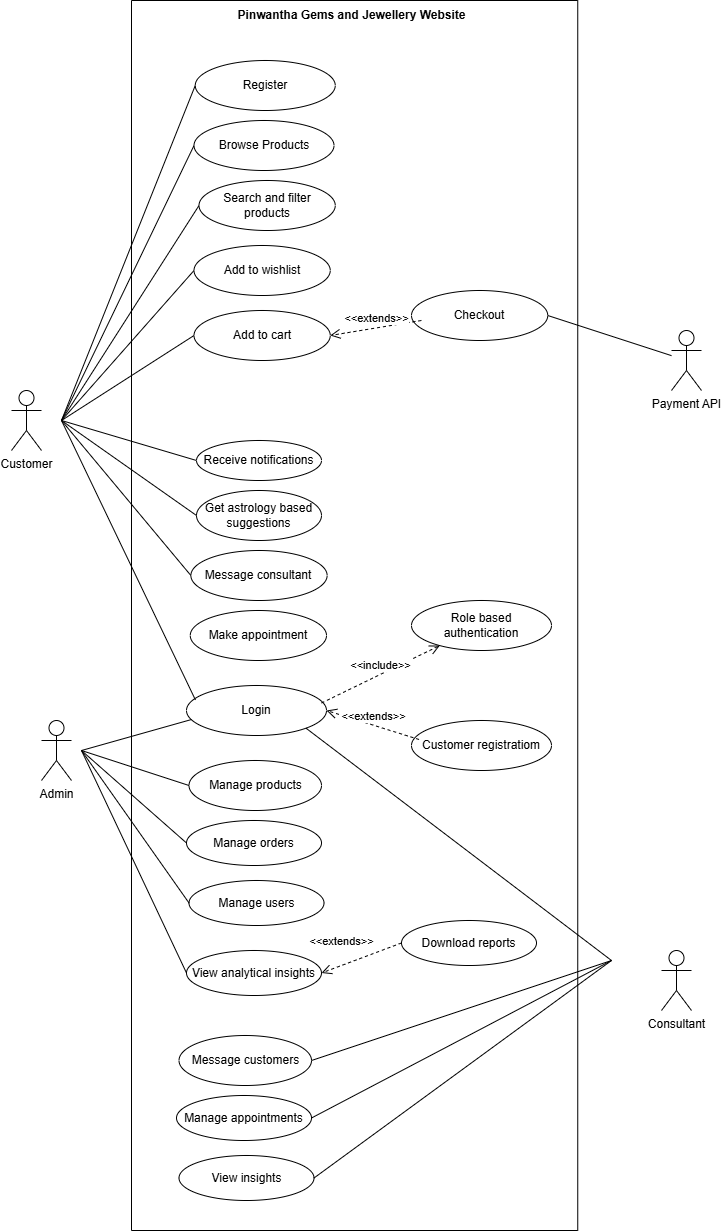 Pinwantha Gems and Jewellery Website
Register
Browse Products
Search and filter
products
Add to wishlist
<<extends>>
Checkout
Add to cart
Payment API
Customer
Receive notifications
Get astrology based
suggestions
Message consultant
Role based
authentication
Make appointment
<<include>>
Login
<<extends>>
Customer registratiom
Admin
Manage products
Manage orders
Manage users
<<extends>>
Download reports
View analytical insights
Consultant
Message customers
Manage appointments
View insights